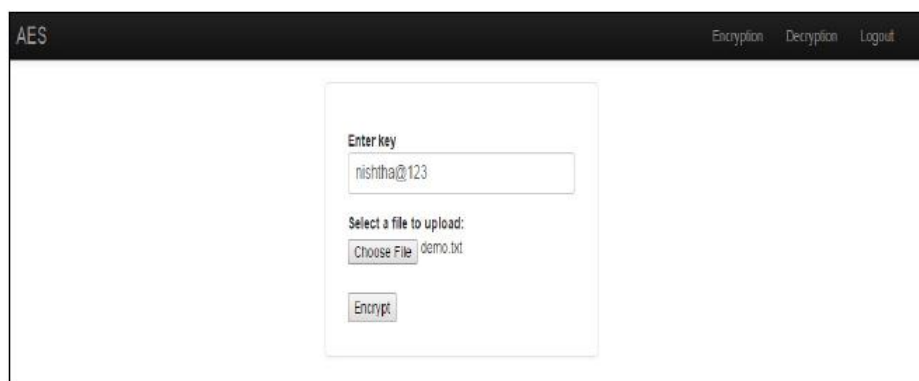 AES Encryption Decryption Logout
Enter key
nishtha@123
Select a file to upload:
Choose File demo.txt
Encrypt